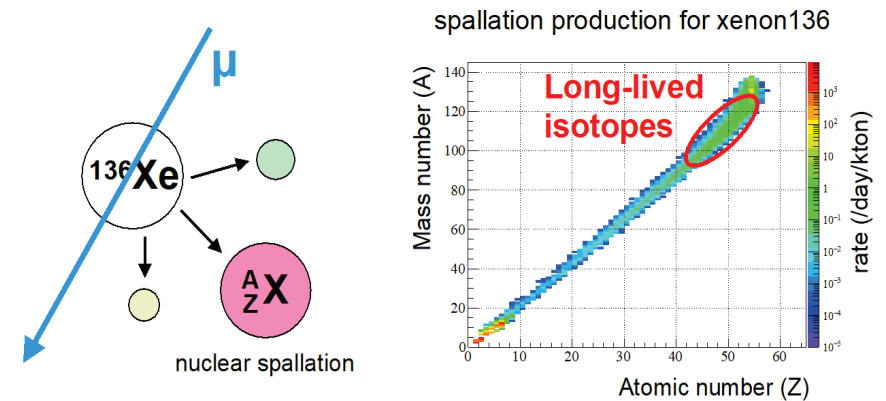 μ
¹³⁶Xe
A
Z X
nuclear spallation
spallation production for xenon136
Long-lived
isotopes
Mass number (A)
140
120
100
80
60
40
20
0
0 10 20 30 40 50 60
Atomic number (Z)
10³
10²
10
1
10⁻¹
10⁻²
10⁻³
10⁻⁴
10⁻⁵
rate (/day/kton)